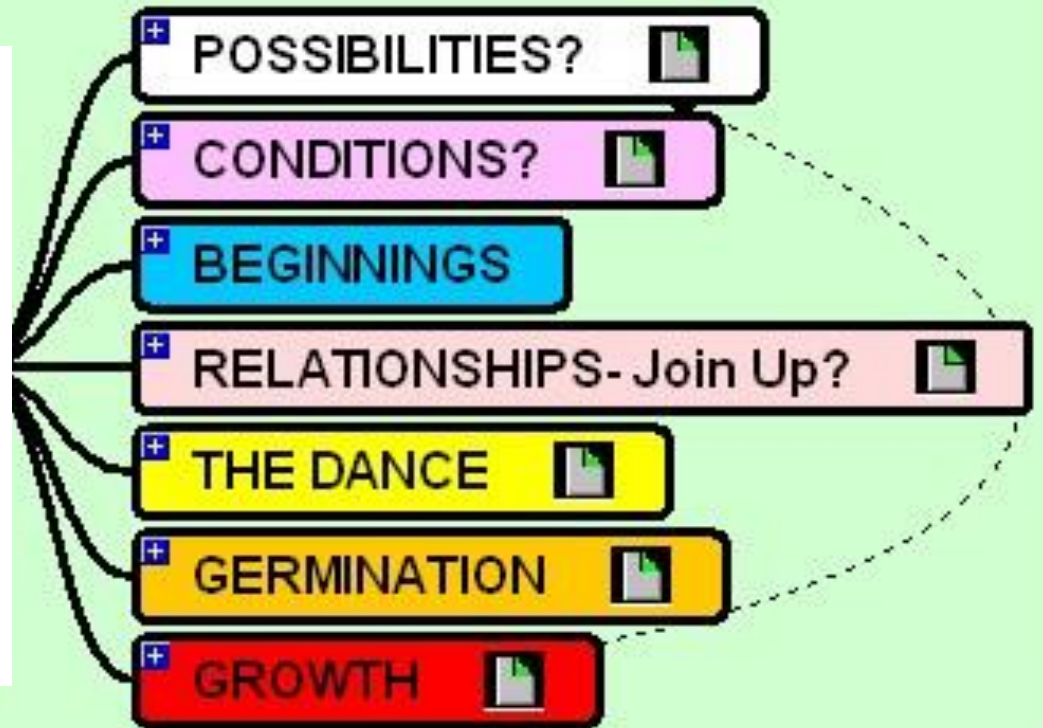 POSSIBILITIES?
CONDITIONS?
BEGINNINGS
RELATIONSHIPS- Join Up?
THE DANCE
GERMINATION
GROWTH